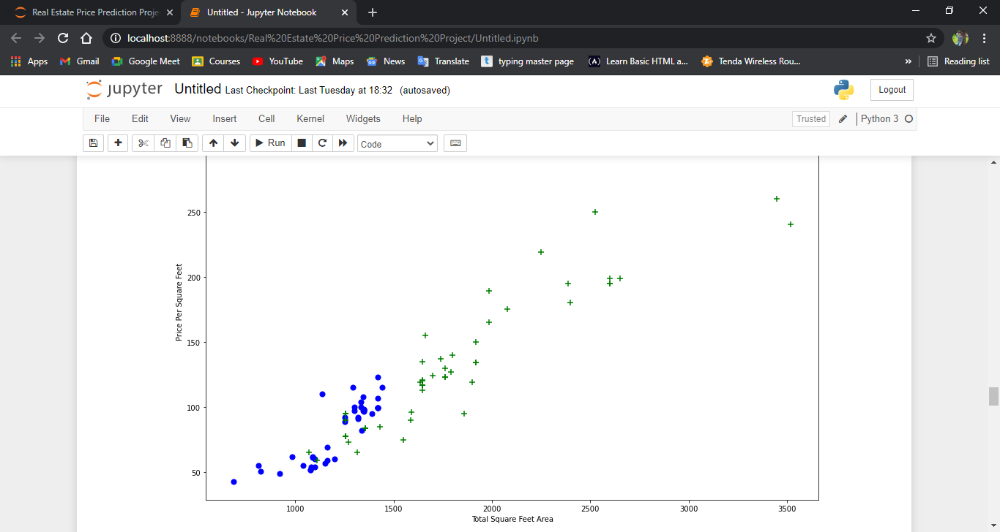 Real Estate Price Prediction Proje
Untitled - Jupyter Notebook
localhost:8888/notebooks/Real%20Estate%20Price%20Prediction%20Project/Untitled.ipynb
Apps Gmail Google Meet Courses YouTube Maps News Translate typing master page Learn Basic HTML a... Tenda Wireless Rou... » Reading list
jupyter Untitled Last Checkpoint: Last Tuesday at 18:32 (autosaved) Logout
File Edit View Insert Cell Kernel Widgets Help Trusted Python 3
Run Code
250
200
150
100
50
Price Per Square Feet
1000 1500 2000 2500 3000 3500
Total Square Feet Area